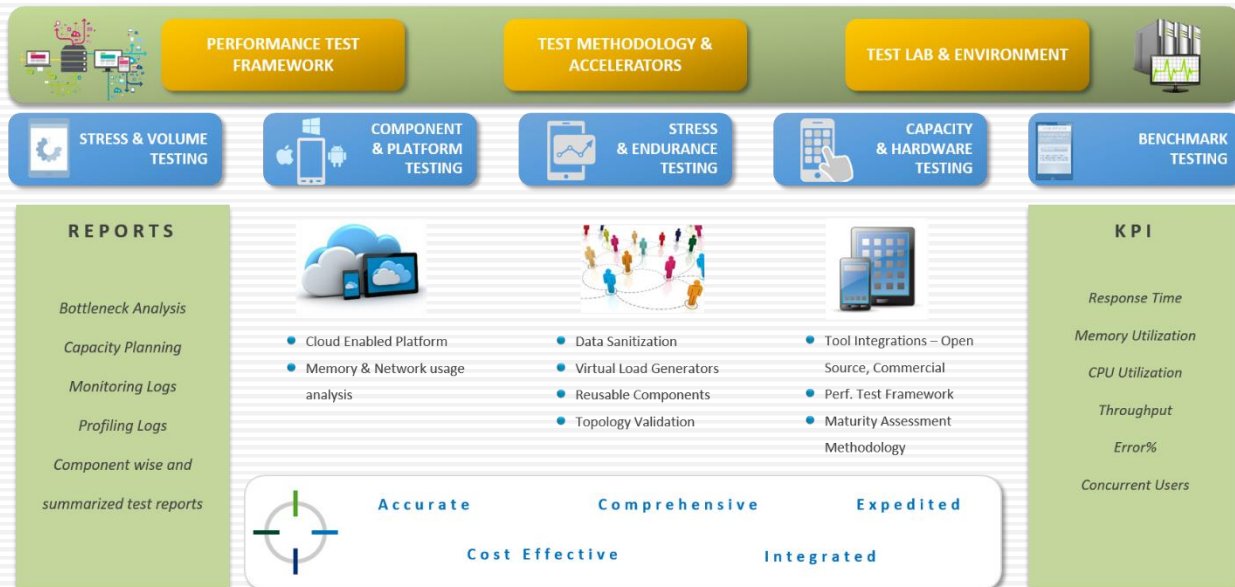 PERFORMANCE TEST
FRAMEWORK
TEST METHODOLOGY &
ACCELERATORS
TEST LAB & ENVIRONMENT
STRESS & VOLUME
TESTING
COMPONENT
& PLATFORM
TESTING
STRESS
& ENDURANCE
TESTING
CAPACITY
& HARDWARE
TESTING
BENCHMARK
TESTING
REPORTS
Bottleneck Analysis
Capacity Planning
Monitoring Logs
Profiling Logs
Component wise and
summarized test reports
Cloud Enabled Platform
Memory & Network usage
analysis
Data Sanitization
Virtual Load Generators
Reusable Components
Topology Validation
Tool Integrations – Open
Source, Commercial
Perf. Test Framework
Maturity Assessment
Methodology
KPI
Response Time
Memory Utilization
CPU Utilization
Throughput
Error%
Concurrent Users
Accurate
Comprehensive
Expedited
Cost Effective
Integrated